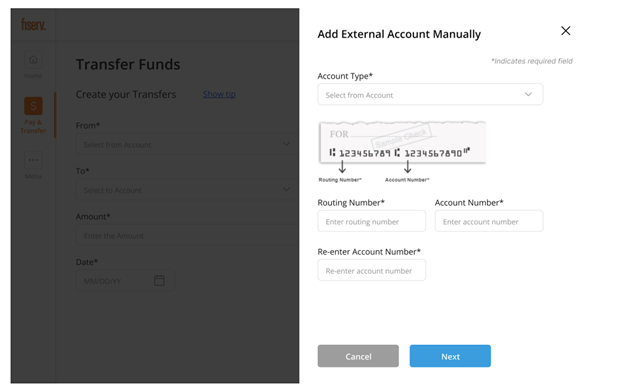 fiserv.
Home
Pay &
Transfer
Menu
Transfer Funds
Create your Transfers Show tip
From*
Select from Account
To*
Select to Account
Amount*
Enter the Amount
Date*
MM/DD/YY
Add External Account Manually
*Indicates required field
Account Type*
Select from Account
FOR
Sample Check
⑆ 123456789 ⑆ 1234567890⑈
Routing Number* Account Number*
Routing Number* Account Number*
Enter routing number Enter account number
Re-enter Account Number*
Re-enter account number
Cancel Next